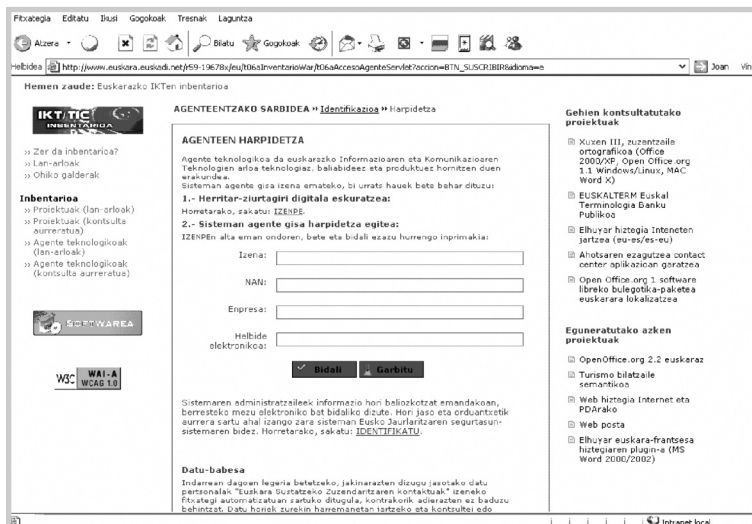 Fitxategia Editatu Ikusi Gogokoak Tresnak Laguntza
Atzera Bilatu Gogokoak
Helbidea http://www.euskara.euskadi.net/r59-19678x/eu/t06aInventarioWar/t06aAccesoAgenteServlet?accion=BTN_SUSCRIBIR&idioma=e Joan
Hemen zaude: Euskarazko IKTen inbentarioa
IKT/TIC
INBENTARIOA
» Zer da inbentarioa?
» Lan-arloak
» Ohiko galderak
Inbentarioa
» Proiektuak (lan-arloak)
» Proiektuak (kontsulta aurreratua)
» Agente teknologikoak (lan-arloak)
» Agente teknologikoak (kontsulta aurreratua)
SOFTWAREA
W3C WAI-A
WCAG 1.0
AGENTEENTZAKO SARBIDEA » Identifikazioa » Harpidetza
AGENTEEN HARPIDETZA
Agente teknologikoa da euskarazko Informazioaren eta Komunikazioaren
Teknologien arloa teknologiaz, baliabideez eta produktuez hornitzen duen
erakundea.
Sisteman agente gisa izena emateko, bi urrats hauek bete behar dituzu:
1.- Herritar-ziurtagiri digitala eskuratzea:
Horretarako, sakatu: IZENPE.
2.- Sisteman agente gisa harpidetza egitea:
IZENPEn alta eman ondoren, bete eta bidali ezazu hurrengo inprimakia:
Izena:
NAN:
Enpresa:
Helbide
elektronikoa:
Bidali Garbitu
Sistemaren administratzaileek informazio hori baliozkotzat emandakoan,
berresteko mezu elektroniko bat bidaliko dizute. Hori jaso eta orduantxetik
aurrera sartu ahal izango zara sisteman Eusko Jaurlaritzaren segurtasun-
sistemaren bidez. Horretarako, sakatu: IDENTIFIKATU.
Datu-babesa
Indarrean dagoen legeria betetzeko, jakinarazten dizugu jasotako datu
pertsonalak "Euskara Sustatzeko Zuzendaritzaren kontaktuak" izeneko
fitxategi automatizatuan sartuko ditugula, kontrakorik adierazten ez baduzu
behintzat. Datu horiek zurekin harremanetan jartzeko eta kontsultei edo
Gehien kontsultatutako
proiektuak
Xuxen III, zuzentzaile
ortografikoa (Office
2000/XP, Open Office.org
1.1 Windows/Linux, MAC
Word X)
EUSKALTERM Euskal
Terminologia Banku
Publikoa
Elhuyar hiztegia Interneten
jartzea (eu-es/es-eu)
Ahotsaren ezagutzea contact
center aplikazioan garatzea
Open Office.org 1 software
libreko bulegotika-paketea
euskarara lokalizatzea
Eguneratutako azken
proiektuak
OpenOffice.org 2.2 euskaraz
Turismo bilatzaile
semantikoa
Web hiztegia Internet eta
PDArako
Web posta
Elhuyar euskara-frantsesa
hiztegiaren plugin-a (MS
Word 2000/2002)
Intranet local